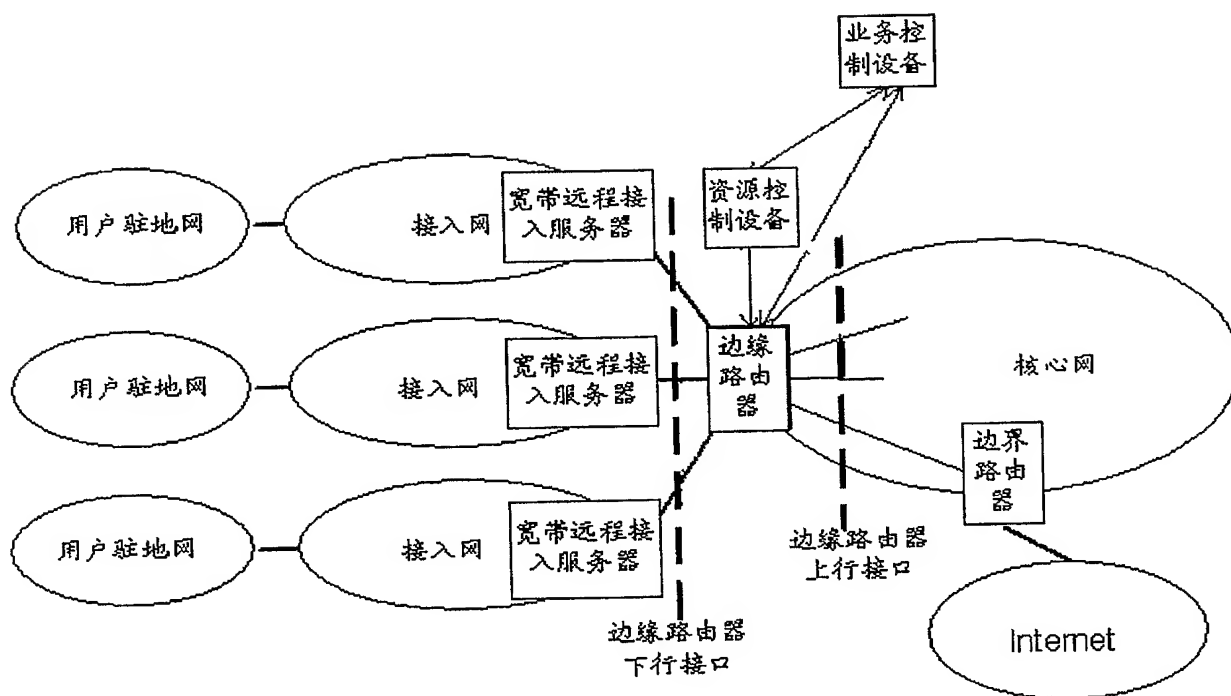 业务控
制设备
资源控
制设备
用户驻地网
接入网
宽带远程接
入服务器
用户驻地网
接入网
宽带远程接
入服务器
边缘
路由
器
核心网
边界
路由
器
用户驻地网
接入网
宽带远程接
入服务器
边缘路由器
上行接口
边缘路由器
下行接口
Internet